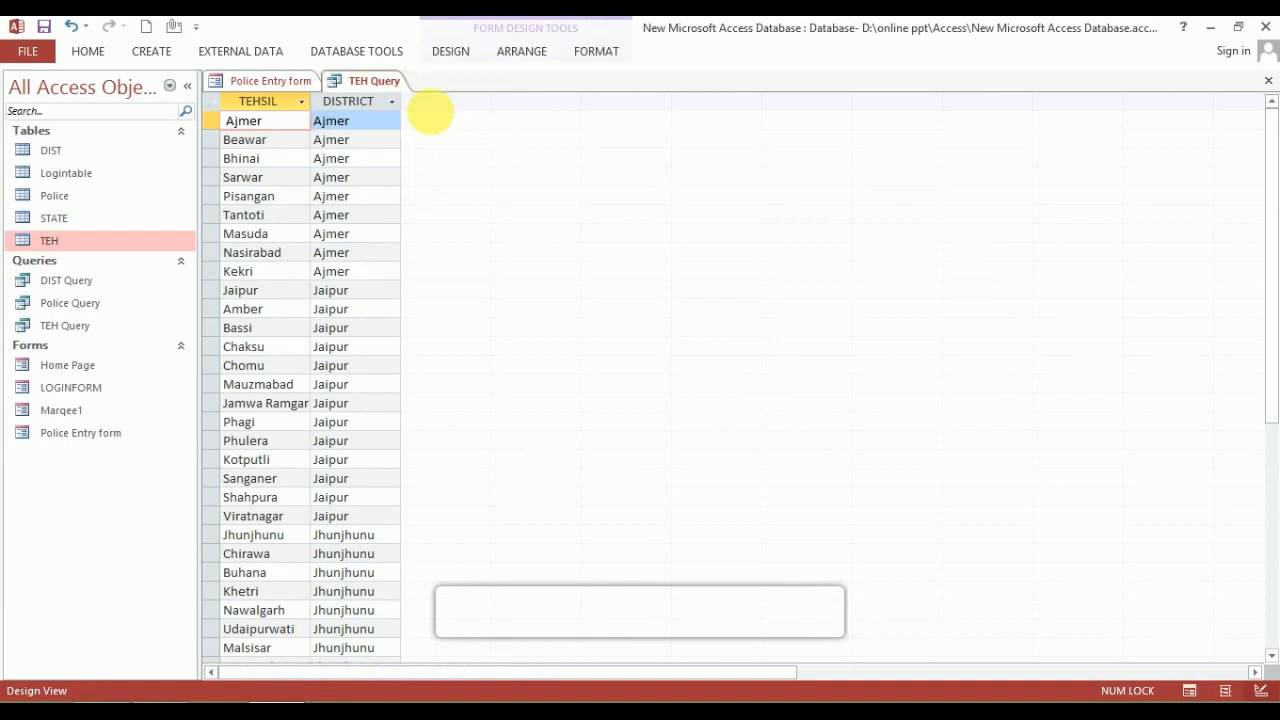 FORM DESIGN TOOLS
New Microsoft Access Database : Database- D:\online ppt\Access\New Microsoft Access Database.acc...
?
FILE HOME CREATE EXTERNAL DATA DATABASE TOOLS DESIGN ARRANGE FORMAT
Sign in
All Access Obje...
Search...
Tables
DIST
Logintable
Police
STATE
TEH
Queries
DIST Query
Police Query
TEH Query
Forms
Home Page
LOGINFORM
Marqee1
Police Entry form
Police Entry form TEH Query
TEHSIL DISTRICT
Ajmer Ajmer
Beawar Ajmer
Bhinai Ajmer
Sarwar Ajmer
Pisangan Ajmer
Tantoti Ajmer
Masuda Ajmer
Nasirabad Ajmer
Kekri Ajmer
Jaipur Jaipur
Amber Jaipur
Bassi Jaipur
Chaksu Jaipur
Chomu Jaipur
Mauzmabad Jaipur
Jamwa Ramgar Jaipur
Phagi Jaipur
Phulera Jaipur
Kotputli Jaipur
Sanganer Jaipur
Shahpura Jaipur
Viratnagar Jaipur
Jhunjhunu Jhunjhunu
Chirawa Jhunjhunu
Buhana Jhunjhunu
Khetri Jhunjhunu
Nawalgarh Jhunjhunu
Udaipurwati Jhunjhunu
Malsisar Jhunjhunu
Design View
NUM LOCK